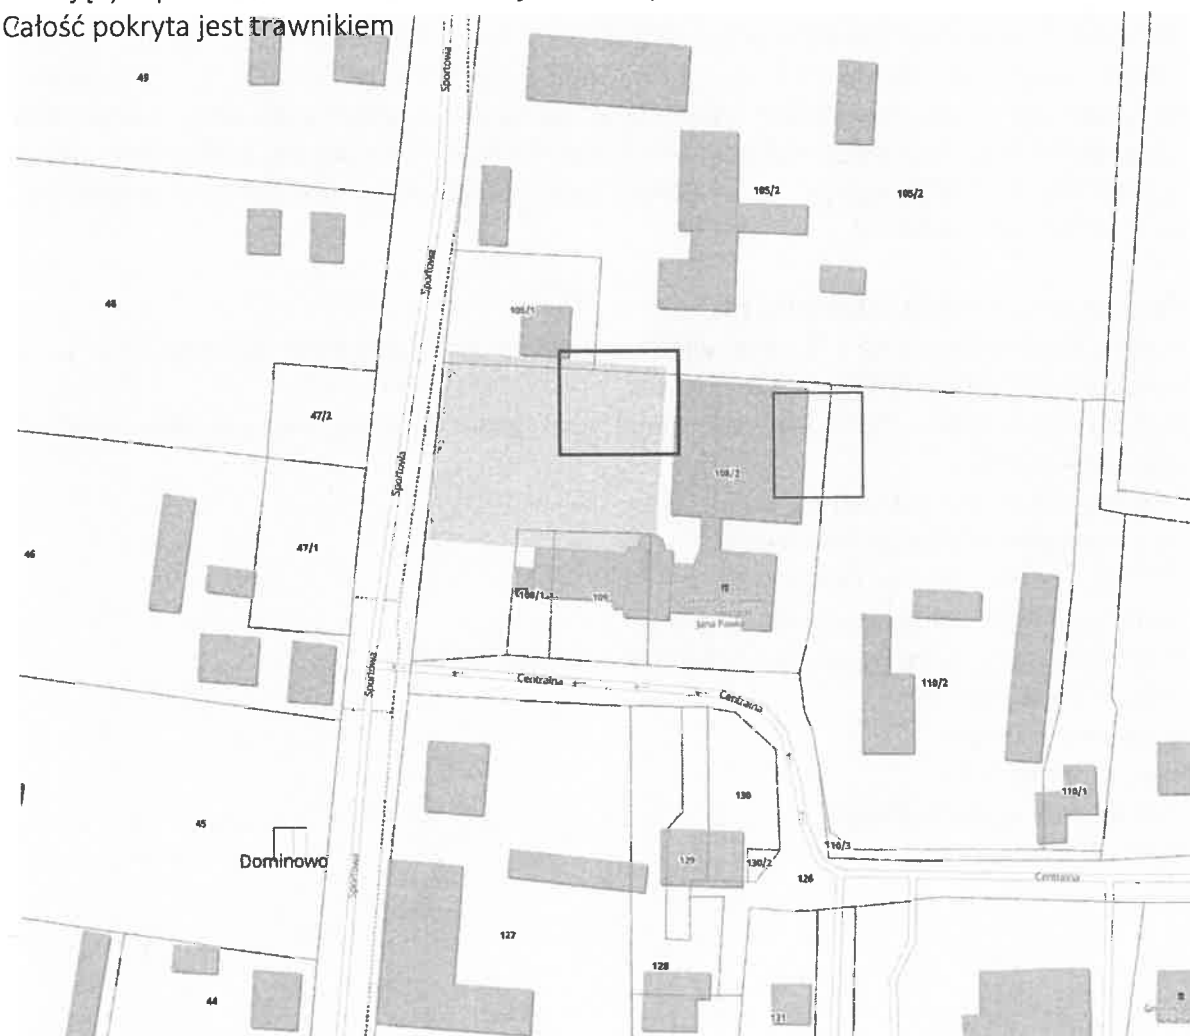 Całość pokryta jest trawnikiem
49
Sportowa
105/2
105/2
Sportowa
48
105/1
47/2
108/2
Sportowa
46
47/1
109
Jana Pawła
Centralna
Centralna
Sportowa
110/2
130
110/1
45
Dominowo
129
130/2
110/3
126
Sportowa
Centralna
127
128
44
131